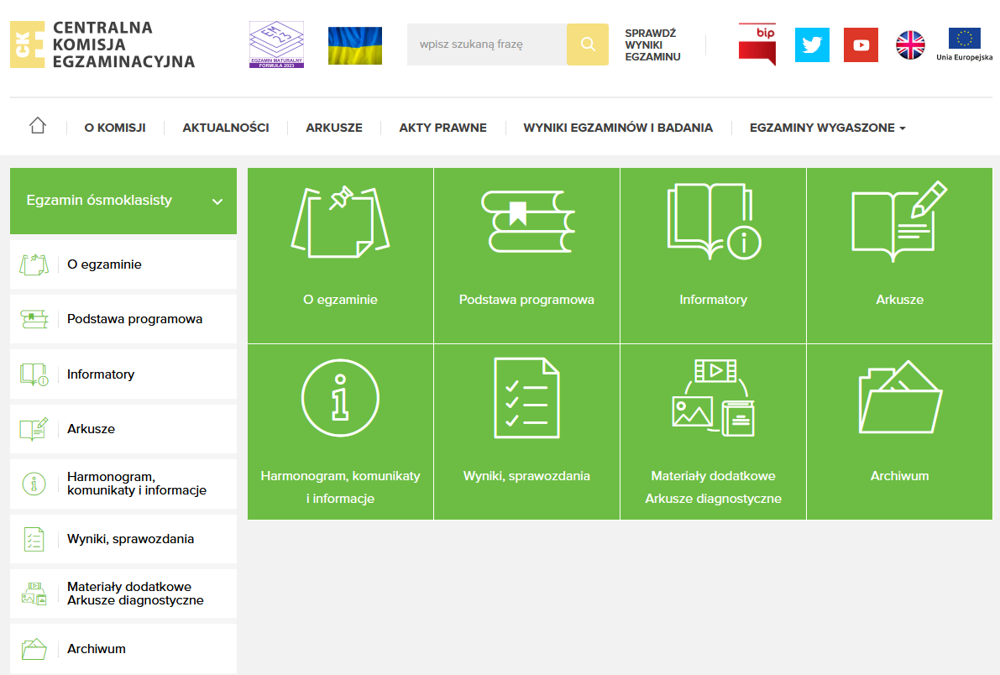 CENTRALNA
KOMISJA
EGZAMINACYJNA
CKE
EGZAMIN MATURALNY
FORMUŁA 2023
wpisz szukaną frazę
SPRAWDŹ
WYNIKI
EGZAMINU
bip
Unia Europejska
O KOMISJI
AKTUALNOŚCI
ARKUSZE
AKTY PRAWNE
WYNIKI EGZAMINÓW I BADANIA
EGZAMINY WYGASZONE
Egzamin ósmoklasisty
O egzaminie
Podstawa programowa
Informatory
Arkusze
Harmonogram,
komunikaty i informacje
Wyniki, sprawozdania
Materiały dodatkowe
Arkusze diagnostyczne
Archiwum
O egzaminie
Podstawa programowa
Informatory
Arkusze
Harmonogram, komunikaty
i informacje
Wyniki, sprawozdania
Materiały dodatkowe
Arkusze diagnostyczne
Archiwum